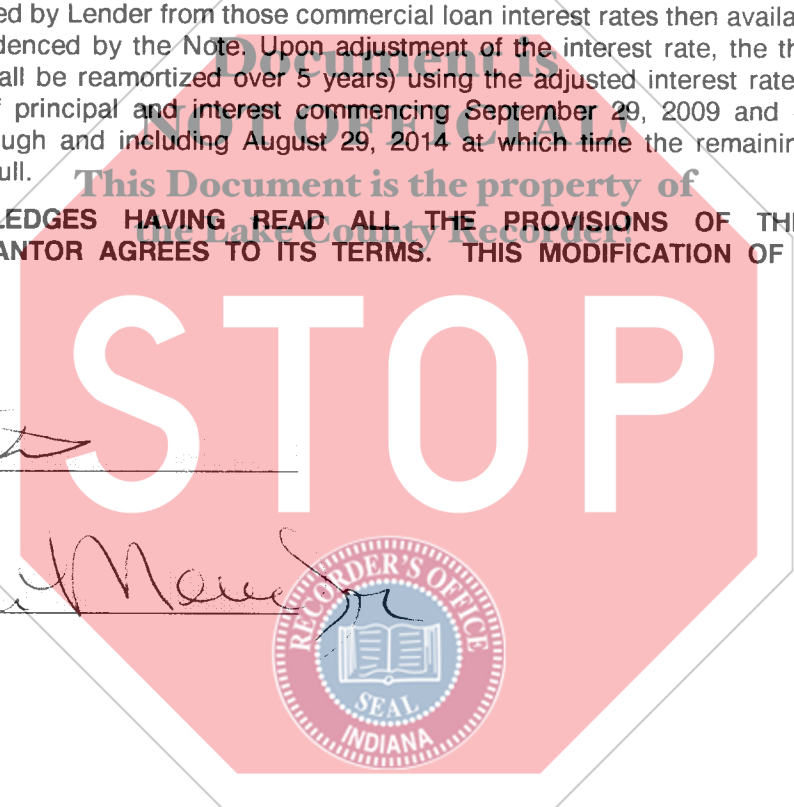 ed by Lender from those commercial loan interest rates then availa
denced by the Note. Upon adjustment of the interest rate, the th
all be reamortized over 5 years) using the adjusted interest rate
f principal and interest commencing September 29, 2009 and
ugh and including August 29, 2014 at which time the remainin
ull.
Document is
NOT OFFICIAL!
This Document is the property of
the Lake County Recorder!
LEDGES HAVING READ ALL THE PROVISIONS OF TH
ANTOR AGREES TO ITS TERMS. THIS MODIFICATION OF
STOP
RECORDER'S OFFICE
SEAL
INDIANA